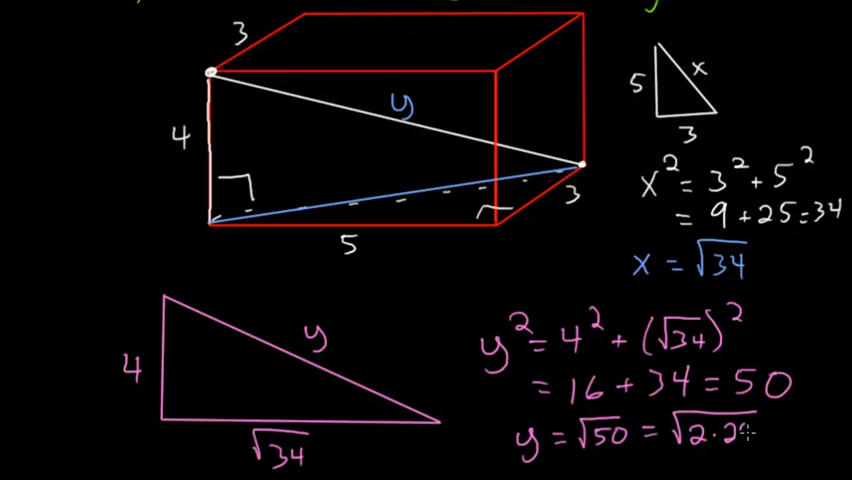 3
4
y
5
3
5
x
3
x² = 3² + 5²
= 9 + 25 = 34
x = √34
4
y
√34
y² = 4² + (√34)²
= 16 + 34 = 50
y = √50 = √2·2